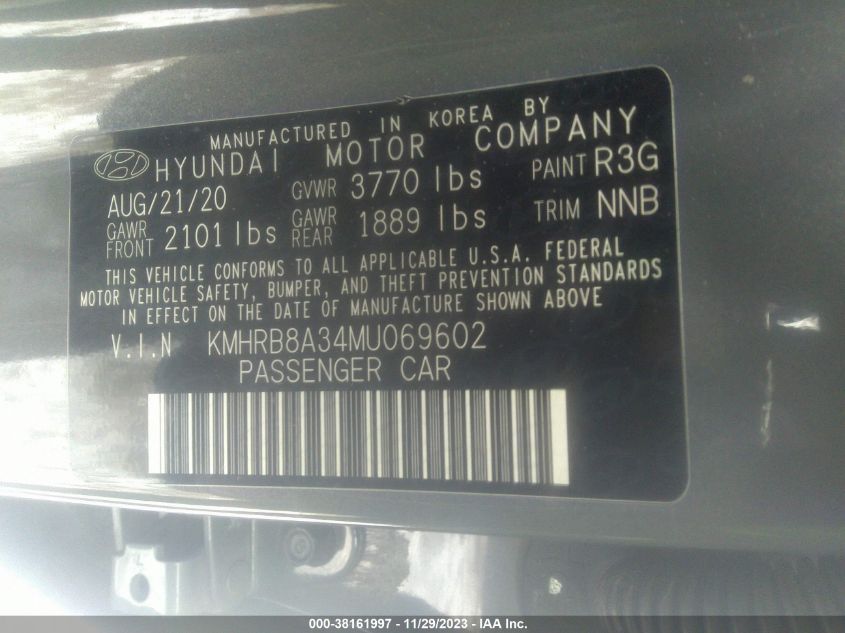 MANUFACTURED IN KOREA BY
HYUNDAI MOTOR COMPANY
AUG/21/20 GVWR 3770 lbs PAINT R3G
GAWR FRONT 2101 lbs GAWR REAR 1889 lbs TRIM NNB
THIS VEHICLE CONFORMS TO ALL APPLICABLE U.S.A. FEDERAL
MOTOR VEHICLE SAFETY, BUMPER, AND THEFT PREVENTION STANDARDS
IN EFFECT ON THE DATE OF MANUFACTURE SHOWN ABOVE
V.I.N KMHRB8A34MU069602
PASSENGER CAR
000-38161997 - 11/29/2023 - IAA Inc.